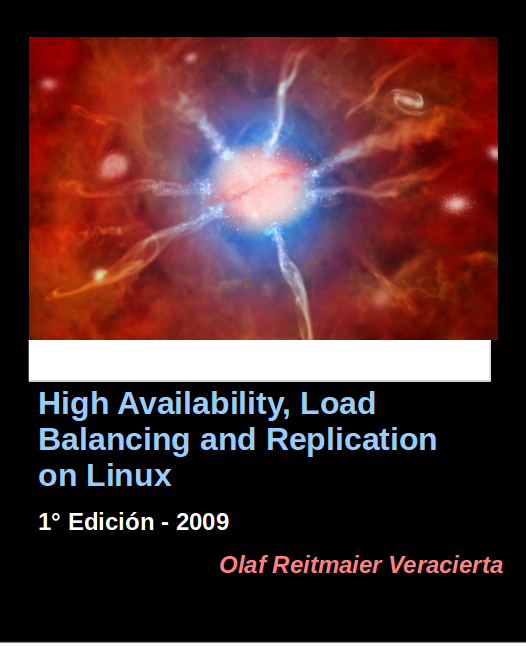 High Availability, Load
Balancing and Replication
on Linux
1° Edición - 2009
Olaf Reitmaier Veracierta